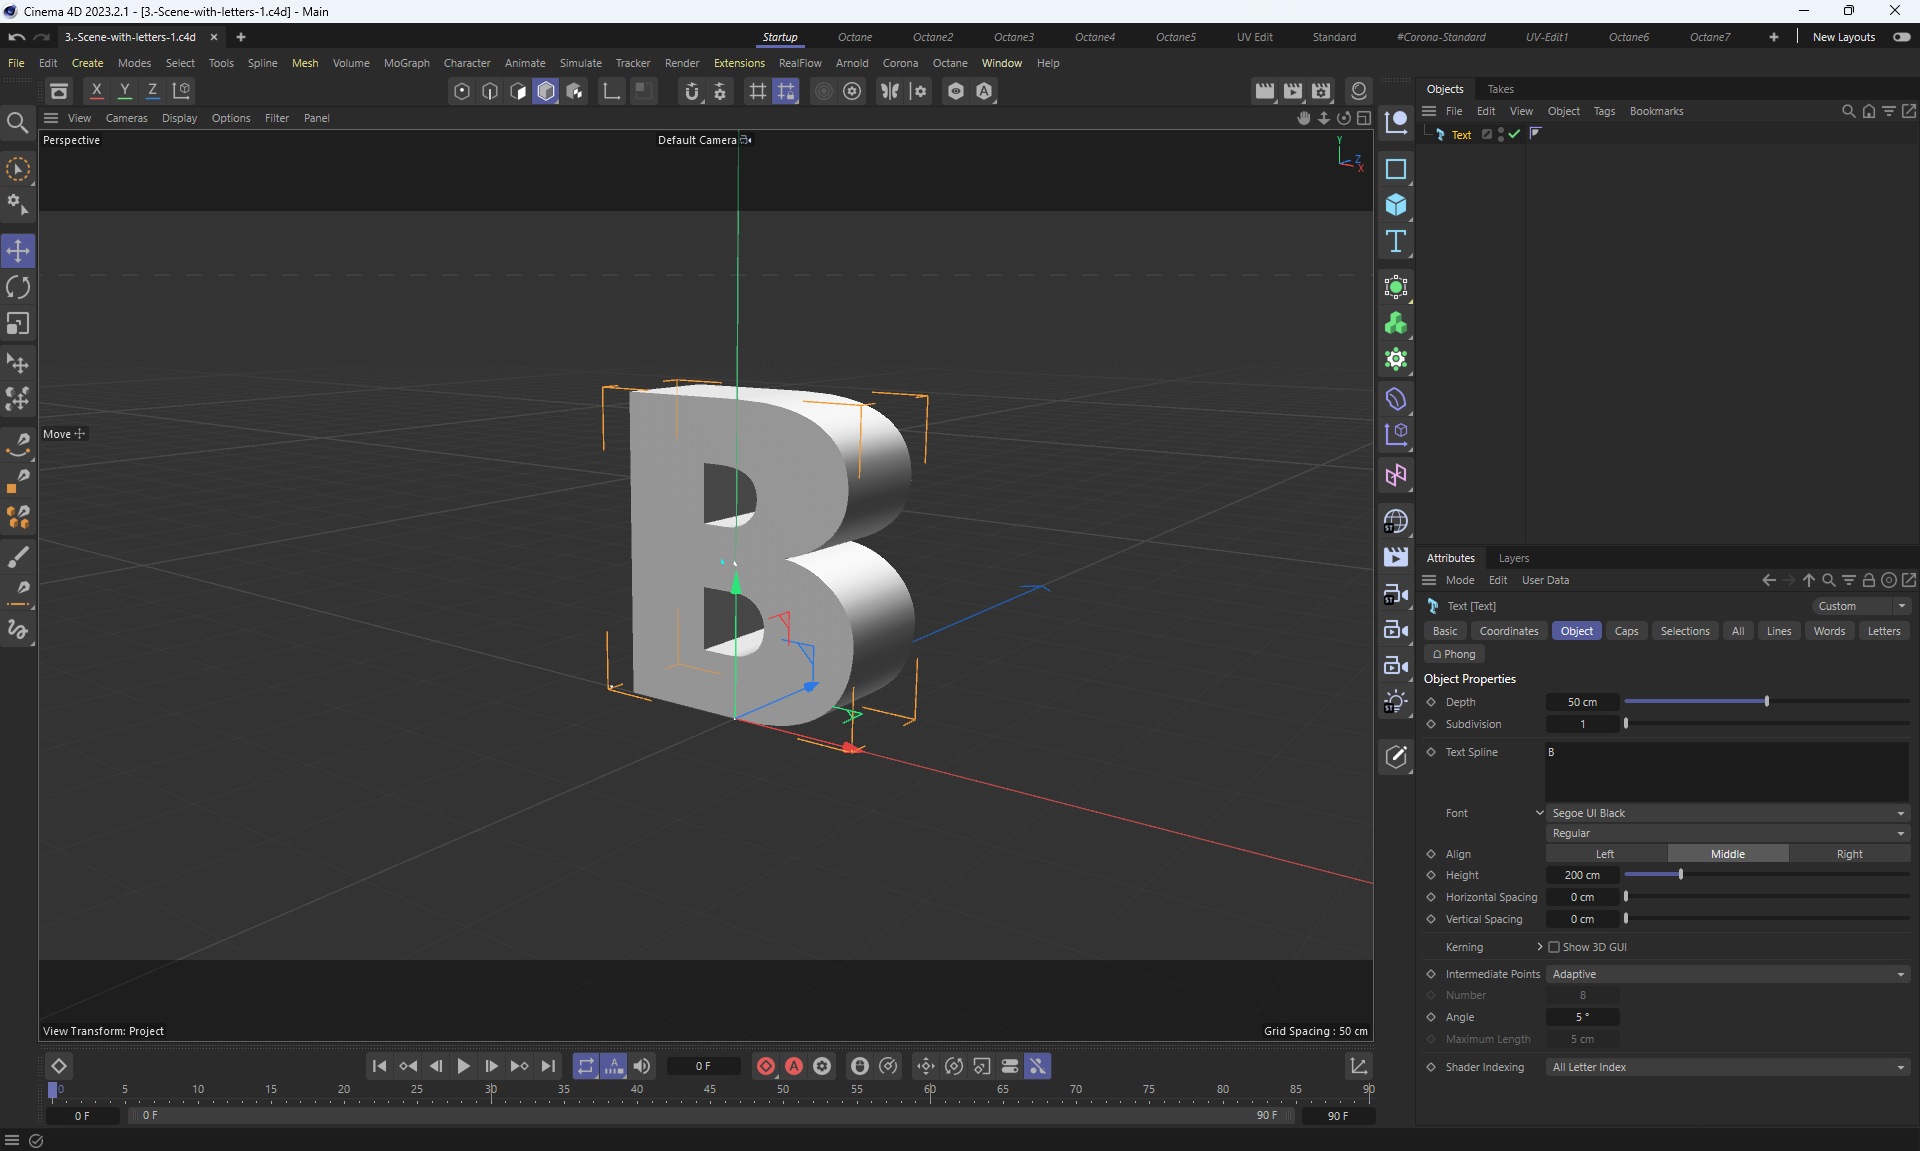 Cinema 4D 2023.2.1 - [3.-Scene-with-letters-1.c4d] - Main
3.-Scene-with-letters-1.c4d
Startup Octane Octane2 Octane3 Octane4 Octane5 UV Edit Standard #Corona-Standard UV-Edit1 Octane6 Octane7 New Layouts
File Edit Create Modes Select Tools Spline Mesh Volume MoGraph Character Animate Simulate Tracker Render Extensions RealFlow Arnold Corona Octane Window Help
X Y Z
View Cameras Display Options Filter Panel
Perspective
Default Camera
Y
Z
X
Move
B
View Transform: Project
Grid Spacing : 50 cm
0 F
0 5 10 15 20 25 30 35 40 45 50 55 60 65 70 75 80 85 90
0 F
0 F
90 F
90 F
Objects Takes
File Edit View Object Tags Bookmarks
Text
Attributes Layers
Mode Edit User Data
Text [Text]
Custom
Basic Coordinates Object Caps Selections All Lines Words Letters
Phong
Object Properties
Depth 50 cm
Subdivision 1
Text Spline B
Font Segoe UI Black
Regular
Align Left Middle Right
Height 200 cm
Horizontal Spacing 0 cm
Vertical Spacing 0 cm
Kerning Show 3D GUI
Intermediate Points Adaptive
Number 8
Angle 5 °
Maximum Length 5 cm
Shader Indexing All Letter Index